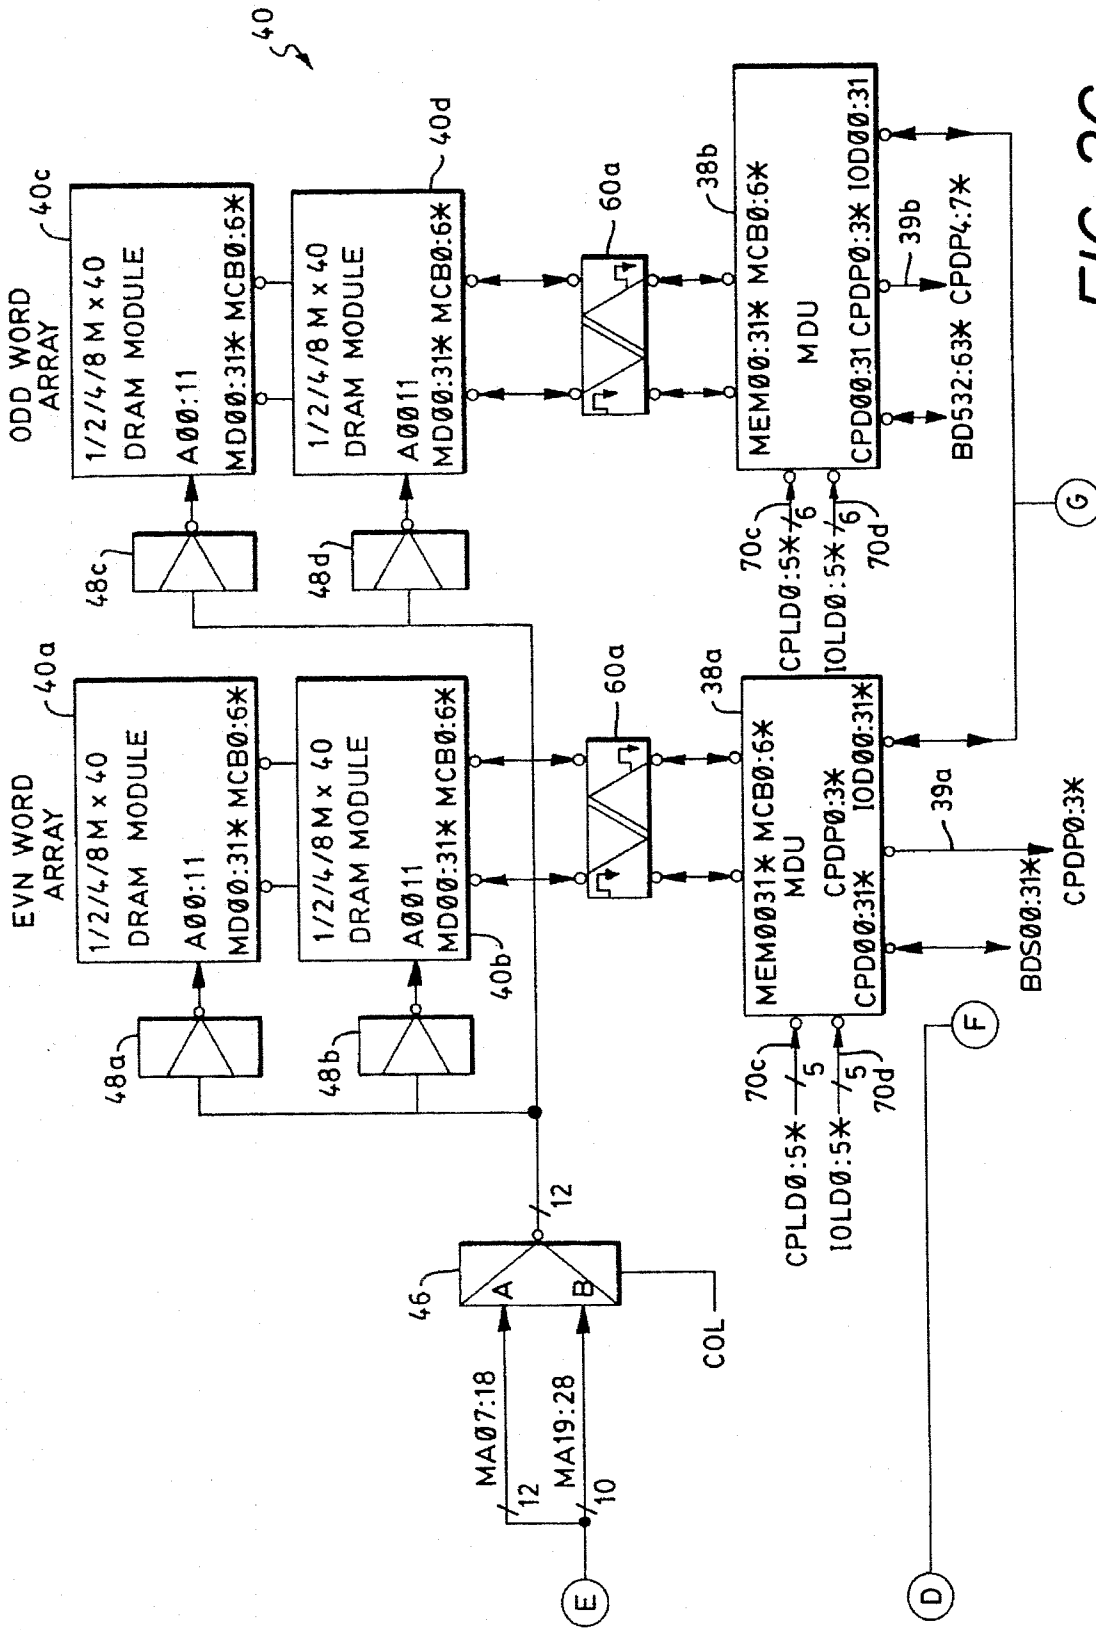 40
EVN WORD
ARRAY
40a
1/2/4/8 M x 40
DRAM MODULE
A00:11
MD00:31* MCB0:6*
48a
1/2/4/8 M x 40
DRAM MODULE
A0011
MD00:31* MCB0:6*
40b
48b
ODD WORD
ARRAY
40c
1/2/4/8 M x 40
DRAM MODULE
A00:11
MD00:31* MCB0:6*
48c
1/2/4/8 M x 40
DRAM MODULE
A0011
MD00:31* MCB0:6*
40d
48d
46
A
B
12
COL
MA07:18
12
MA19:28
10
E
60a
60a
38a
MEM0031* MCB0:6*
MDU
CPDP0:3*
CPD00:31* IOD00:31*
70c
CPLD0:5*
5
IOLD0:5*
5
70d
39a
BDS00:31*
CPDP0:3*
38b
MEM00:31* MCB0:6*
MDU
CPD00:31 CPDP0:3* IOD00:31
70c
CPLD0:5*
6
IOLD0:5*
6
70d
39b
BD532:63* CPDP4:7*
G
F
D